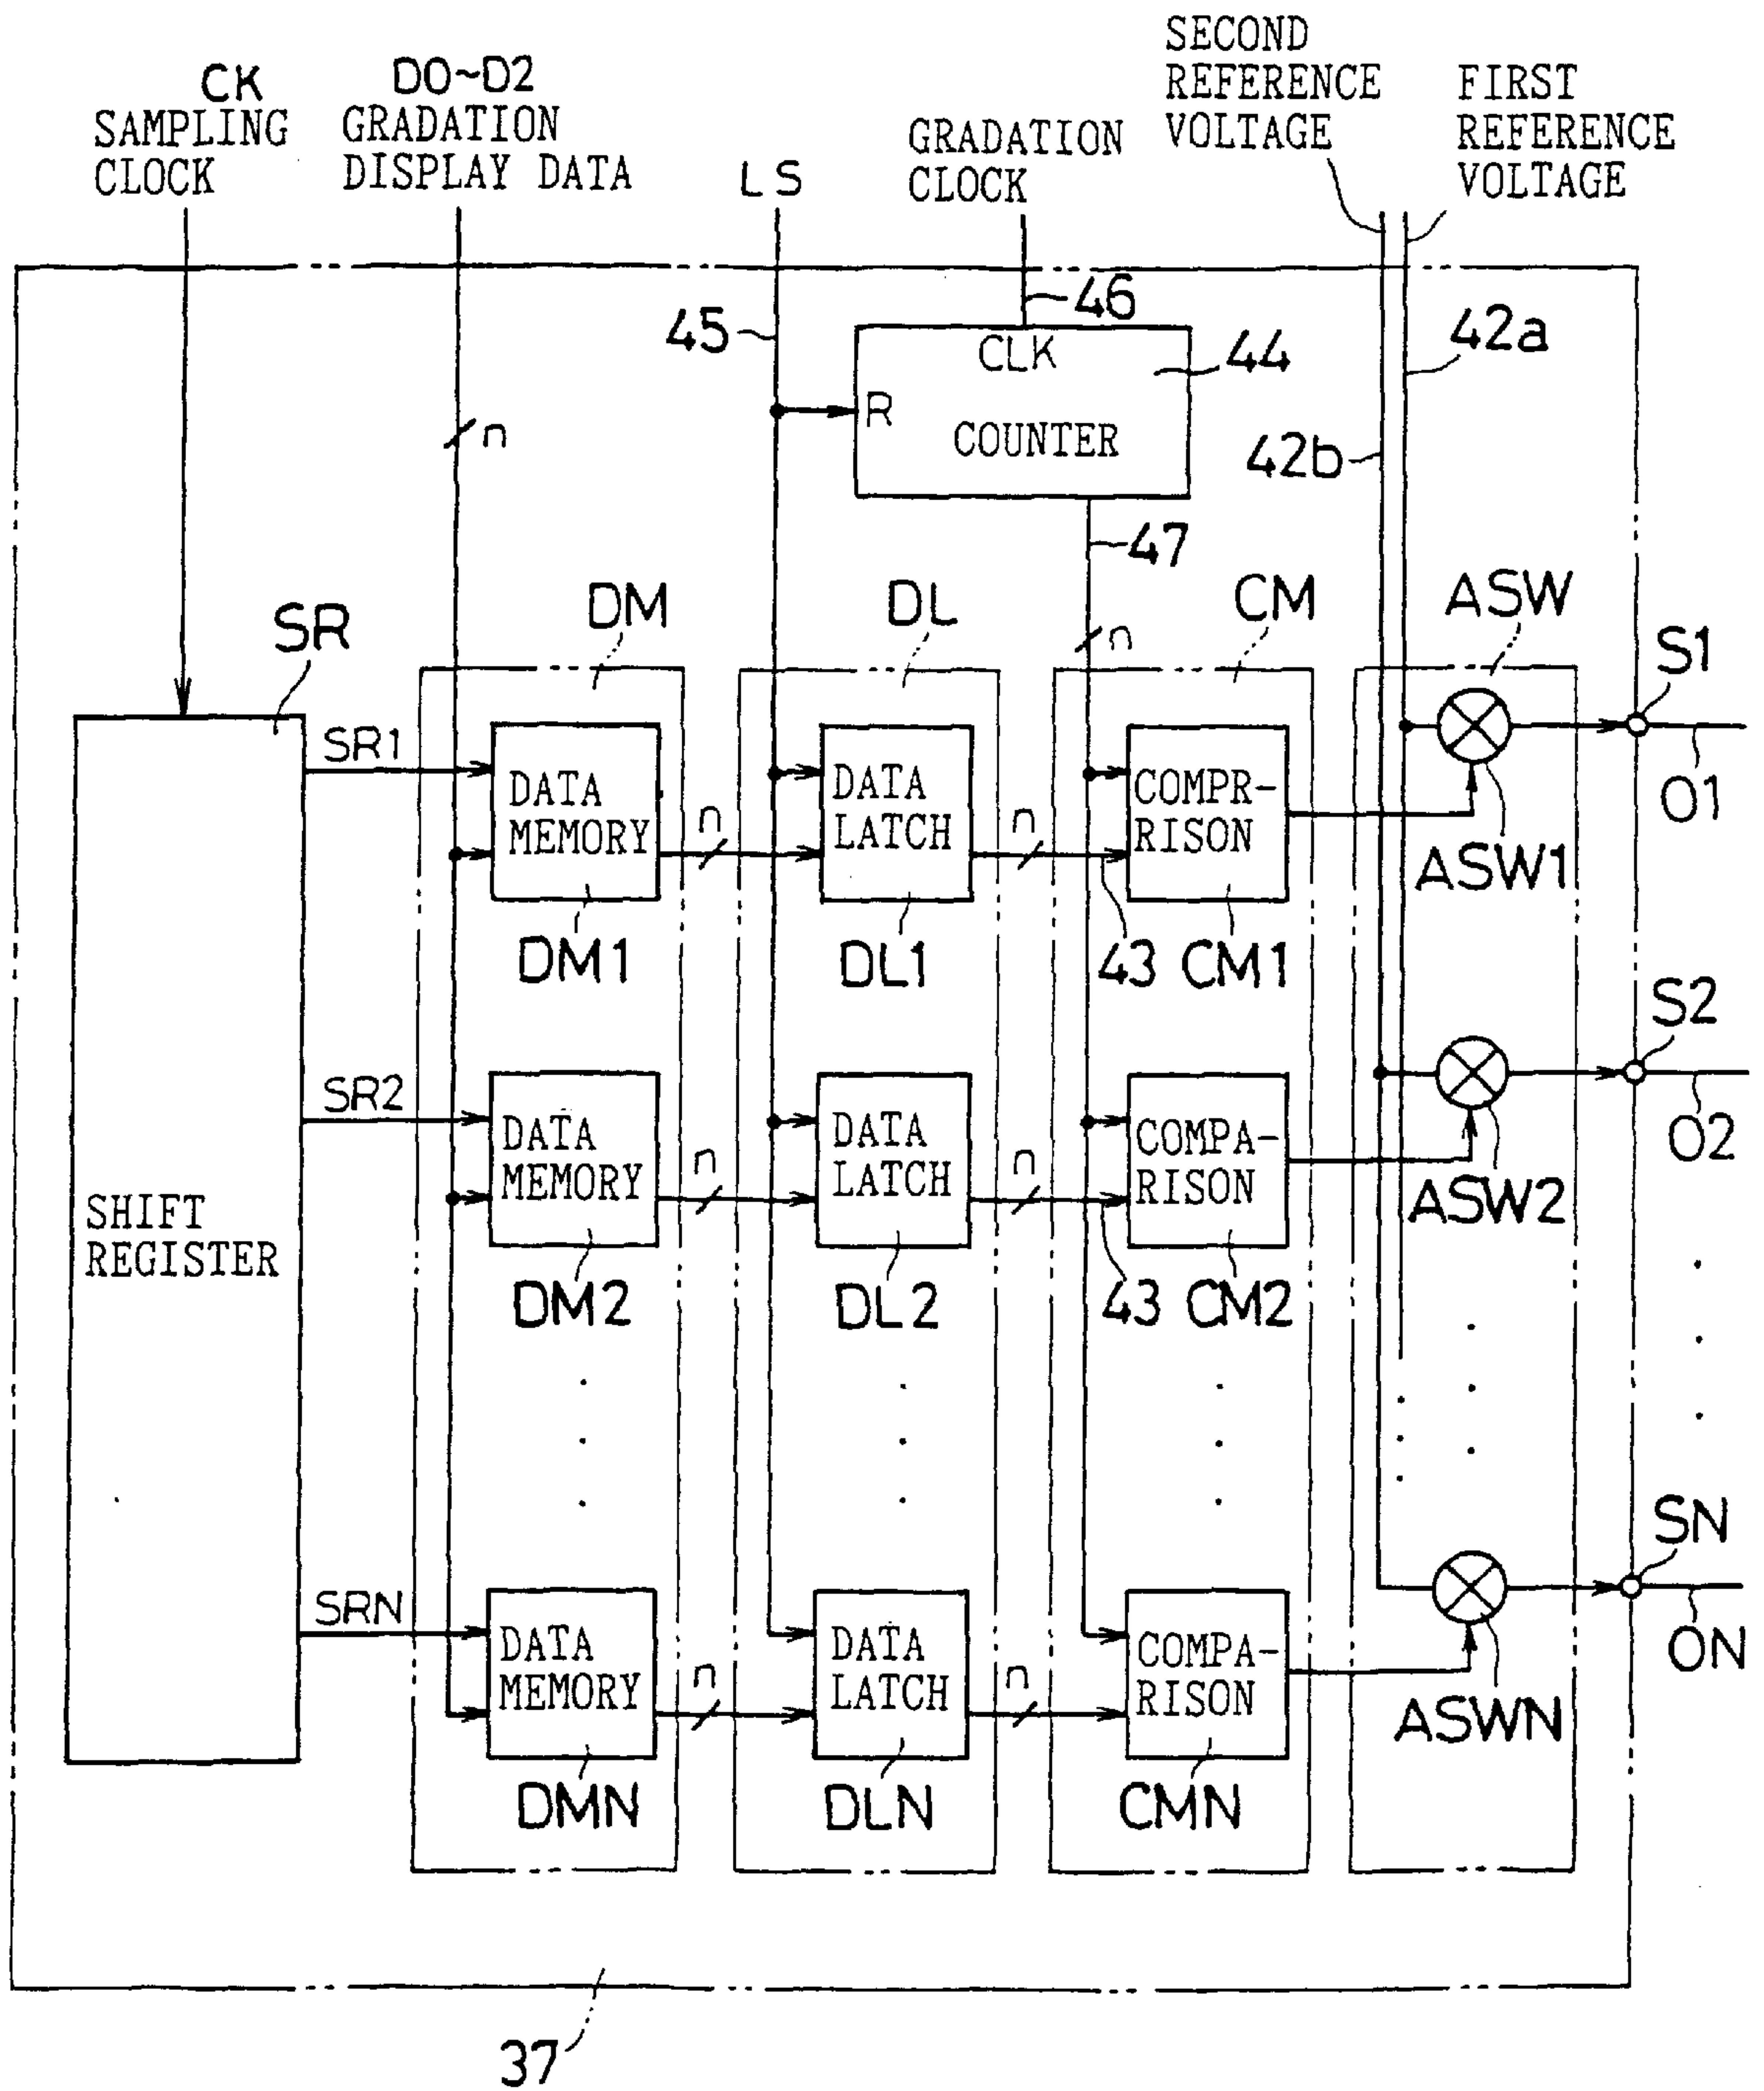 SECOND
REFERENCE
VOLTAGE
FIRST
REFERENCE
VOLTAGE
CK
SAMPLING
CLOCK
D0~D2
GRADATION
DISPLAY DATA
LS
GRADATION
CLOCK
45
46
42a
CLK
44
R
COUNTER
n
42b
47
SR
DM
DL
n
CM
ASW
S1
SR1
DATA
MEMORY
n
DATA
LATCH
n
COMPR-
RISON
O1
ASW1
DM1
DL1
43
CM1
S2
SR2
DATA
MEMORY
n
DATA
LATCH
n
COMPA-
RISON
O2
ASW2
SHIFT
REGISTER
DM2
DL2
43
CM2
SN
SRN
DATA
MEMORY
n
DATA
LATCH
n
COMPA-
RISON
ON
ASWN
DMN
DLN
CMN
37